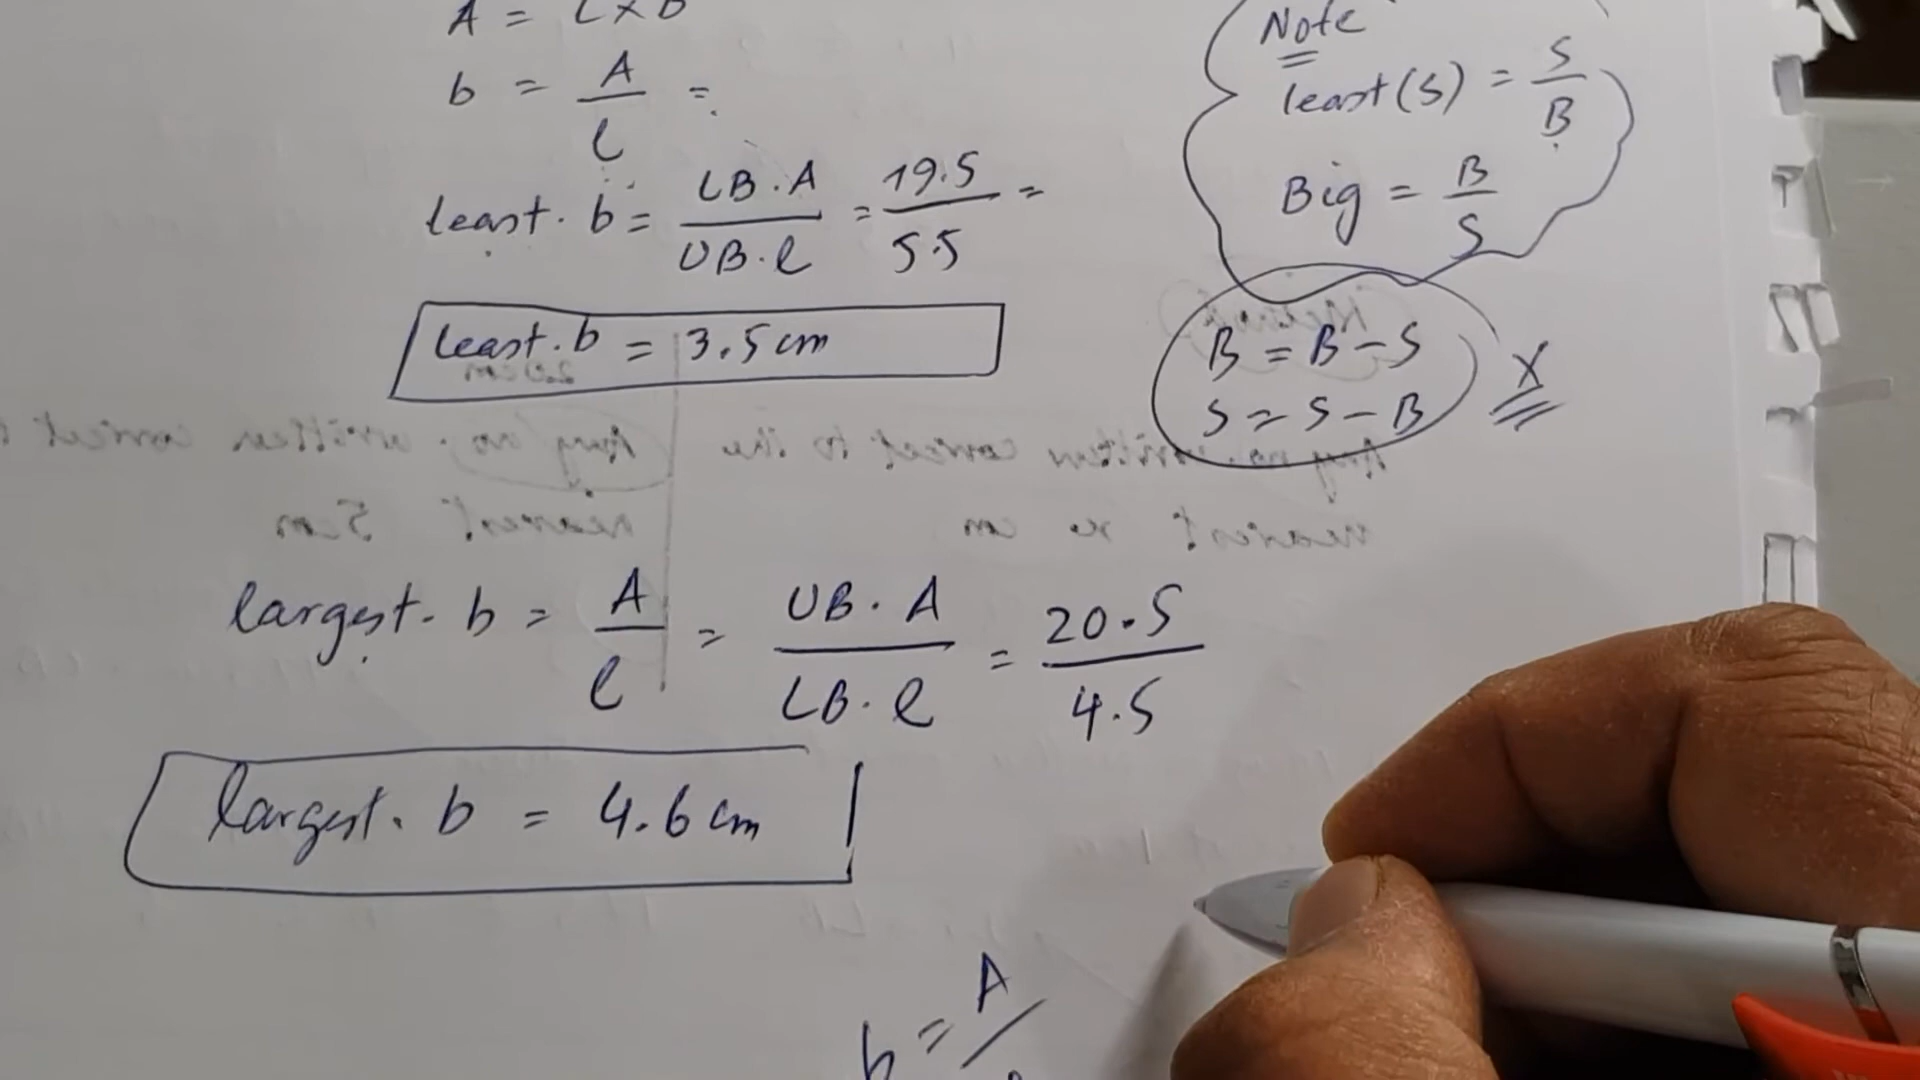 A = L × b
b = A / l =
least. b = LB. A / UB. l = 19.5 / 5.5 =
least. b = 3.5 cm
Note
least (S) = S / B
Big = B / S
B = B - S
S = S - B
X
largest. b = A / l = UB. A / LB. l = 20.5 / 4.5
largest. b = 4.6 cm
b = A /